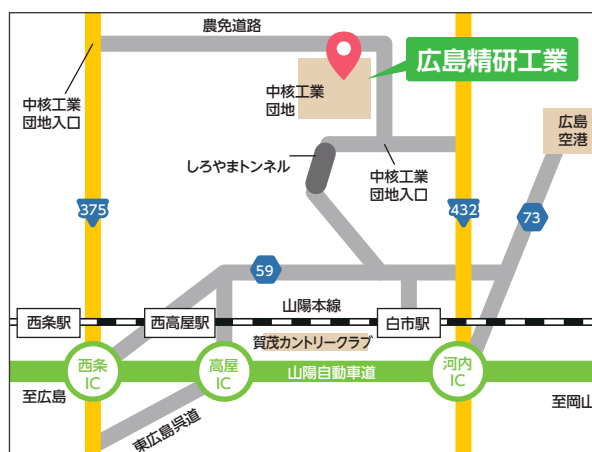 農免道路
広島精研工業
中核工業
団地
中核工業
団地入口
広島
空港
しろやまトンネル
中核工業
団地入口
375
432
73
59
山陽本線
西条駅
西高屋駅
白市駅
賀茂カントリークラブ
西条
IC
高屋
IC
山陽自動車道
河内
IC
至広島
至岡山
東広島呉道